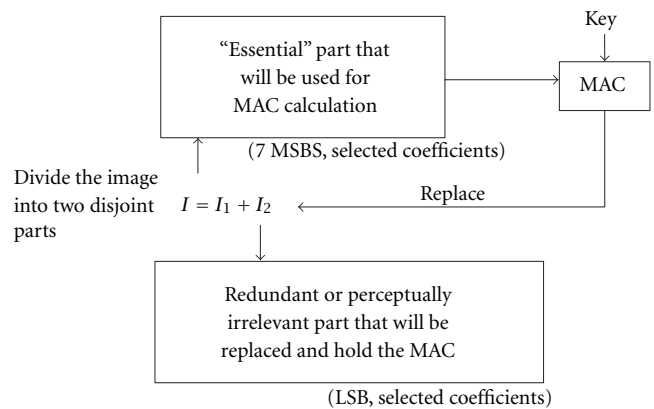 “Essential” part that
will be used for
MAC calculation
Key
MAC
(7 MSBS, selected coefficients)
Divide the image
into two disjoint
parts
I = I₁ + I₂
Replace
Redundant or perceptually
irrelevant part that will be
replaced and hold the MAC
(LSB, selected coefficients)